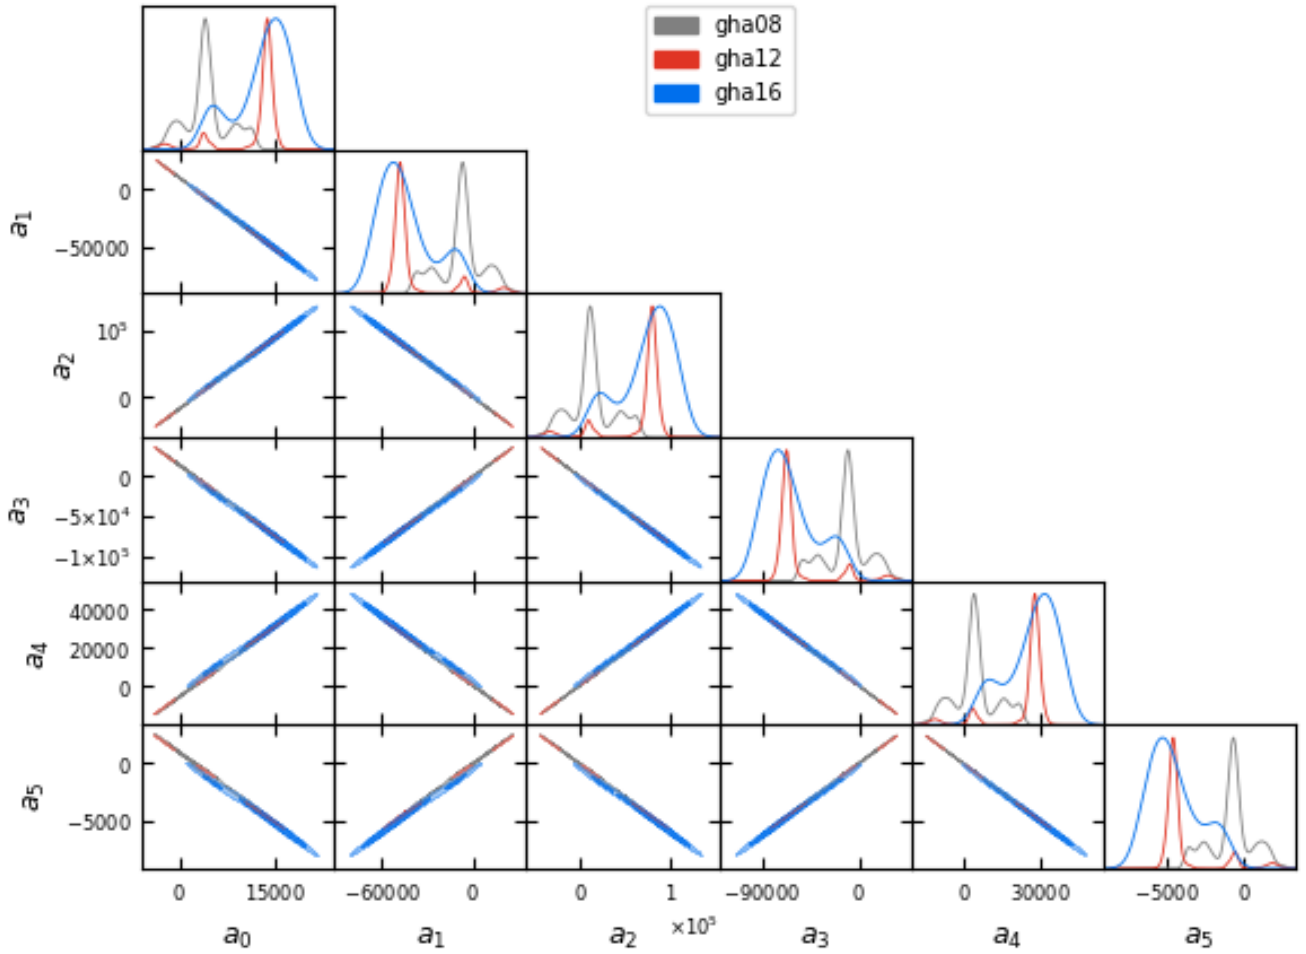 gha08
gha12
gha16
a₁
0
−50000
a₂
10⁵
0
a₃
0
−5×10⁴
−1×10⁵
a₄
40000
20000
0
a₅
0
−5000
0 15000 −60000 0 0 1 −90000 0 0 30000 −5000 0
×10⁵
a₀ a₁ a₂ a₃ a₄ a₅